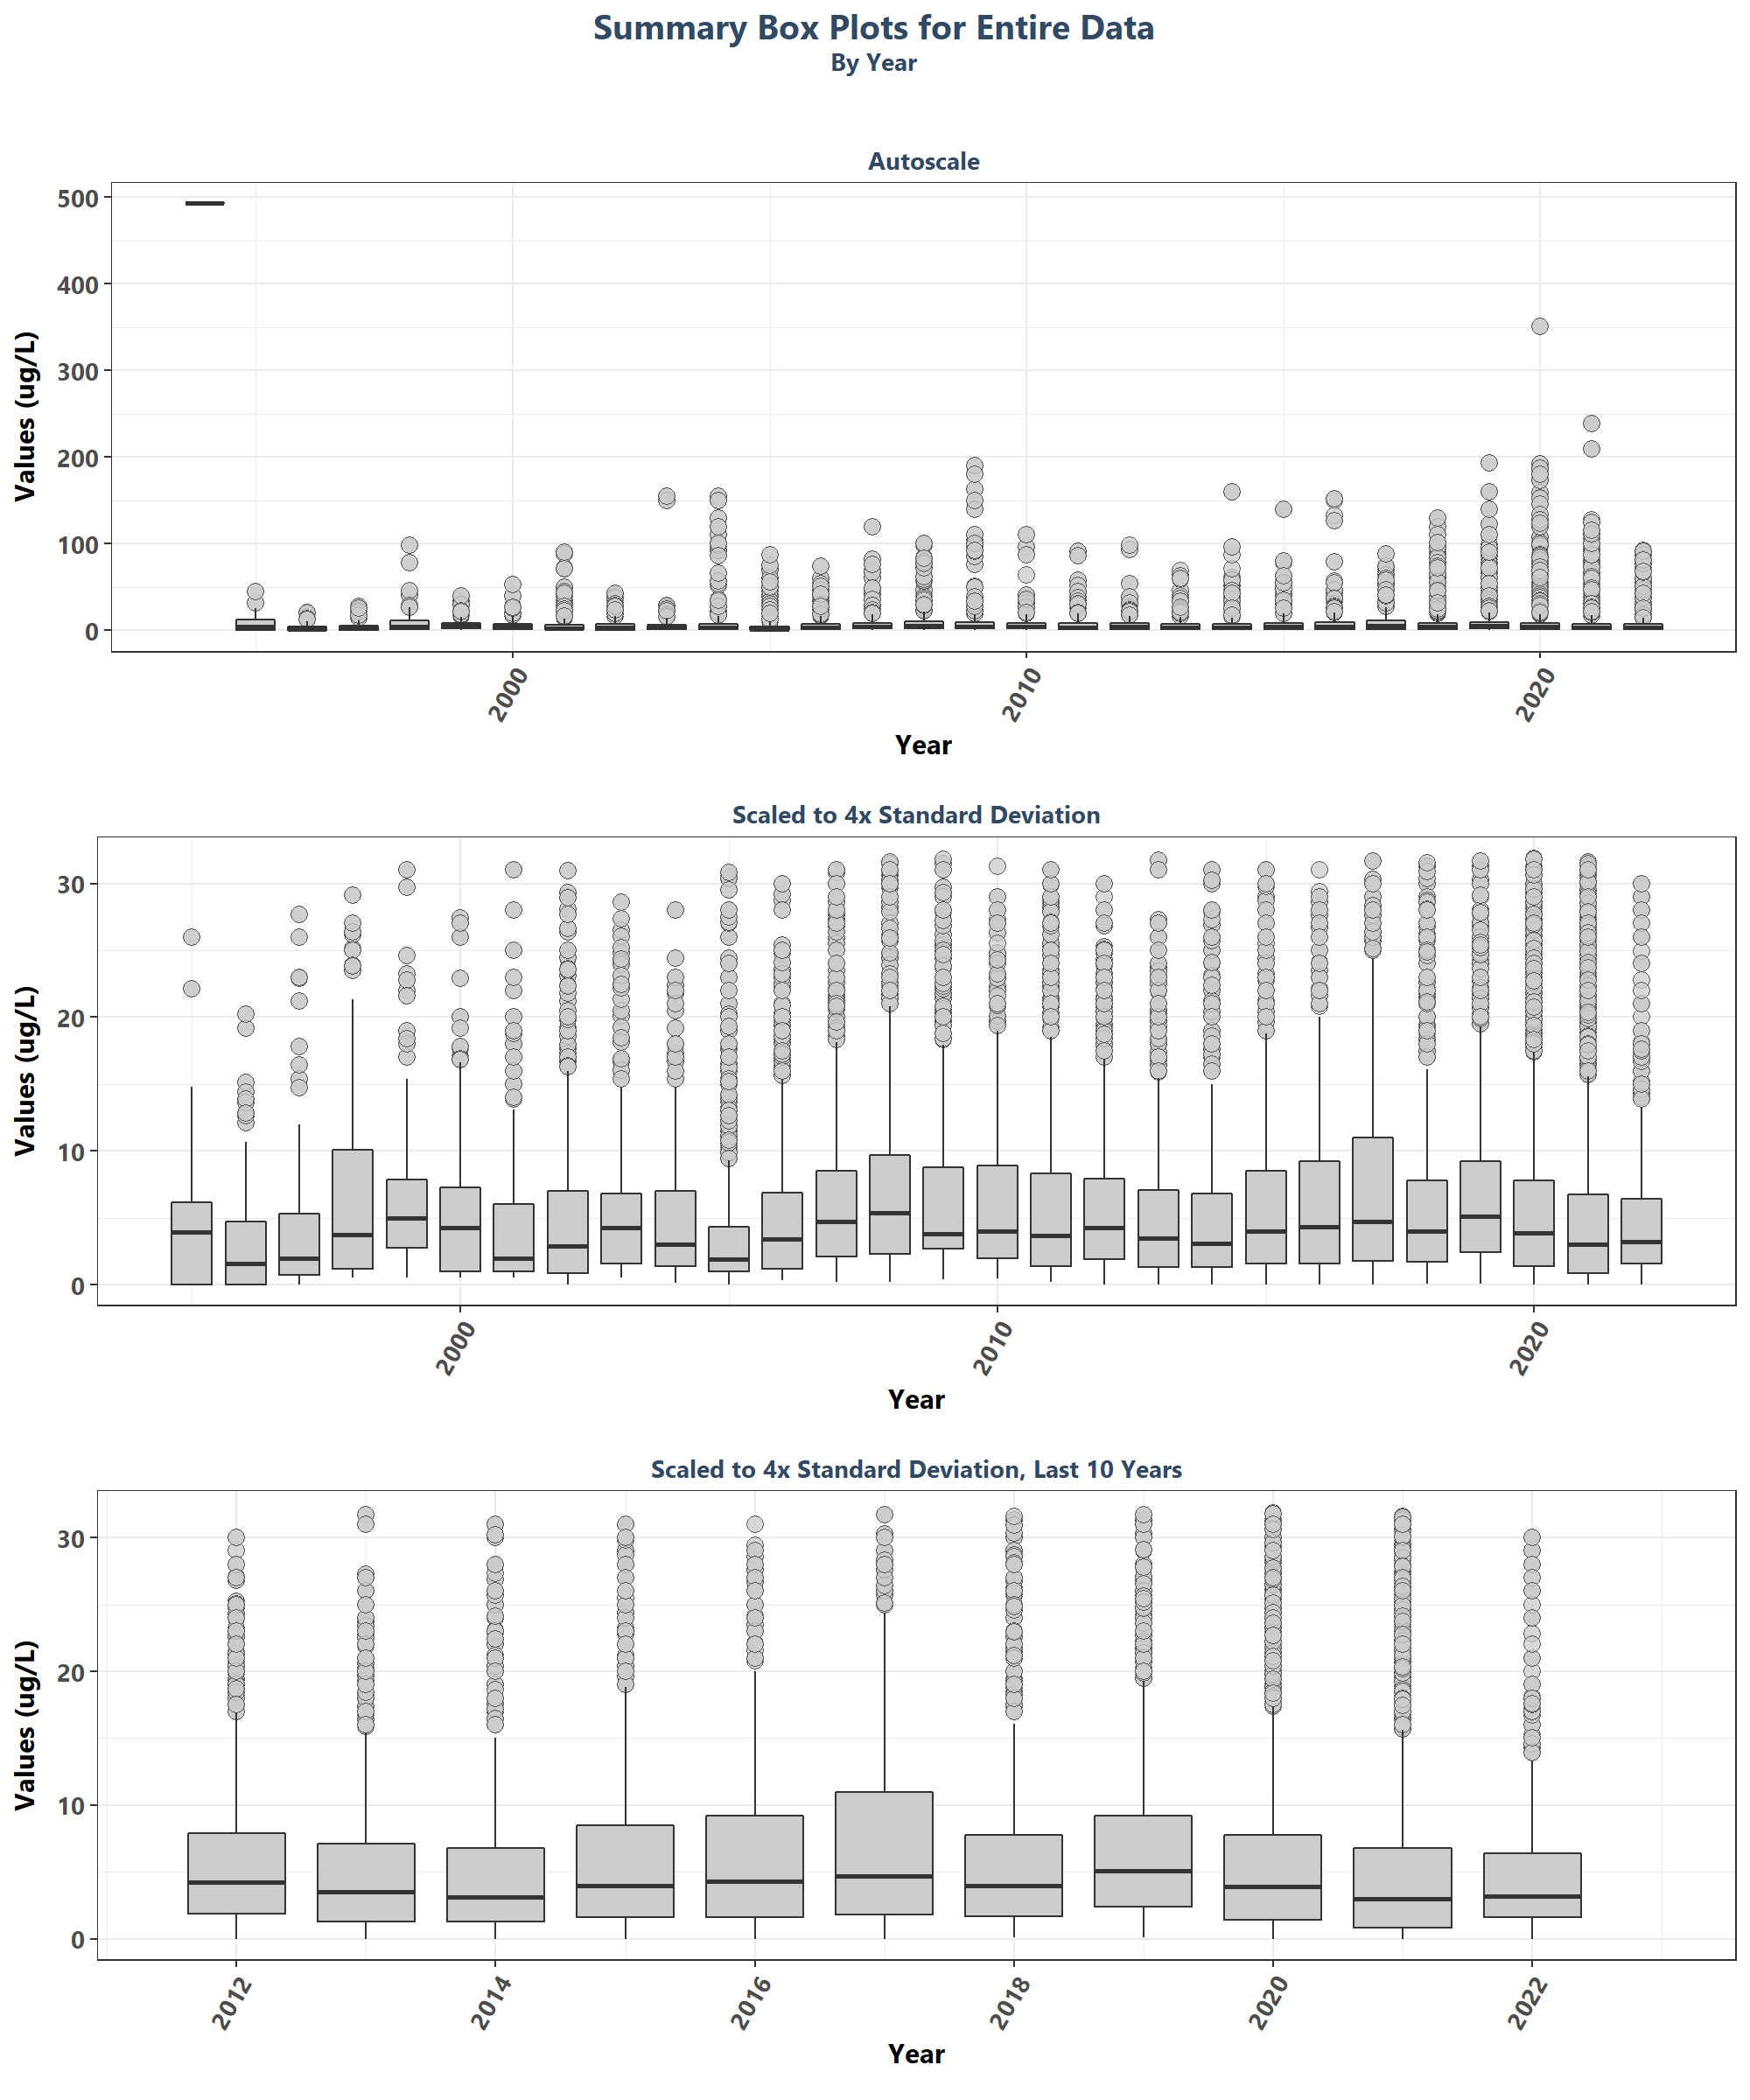 Summary Box Plots for Entire Data
By Year
Autoscale
500
400
300
200
100
0
Values (ug/L)
2000
2010
2020
Year
Scaled to 4x Standard Deviation
30
20
10
0
Values (ug/L)
2000
2010
2020
Year
Scaled to 4x Standard Deviation, Last 10 Years
30
20
10
0
Values (ug/L)
2012
2014
2016
2018
2020
2022
Year